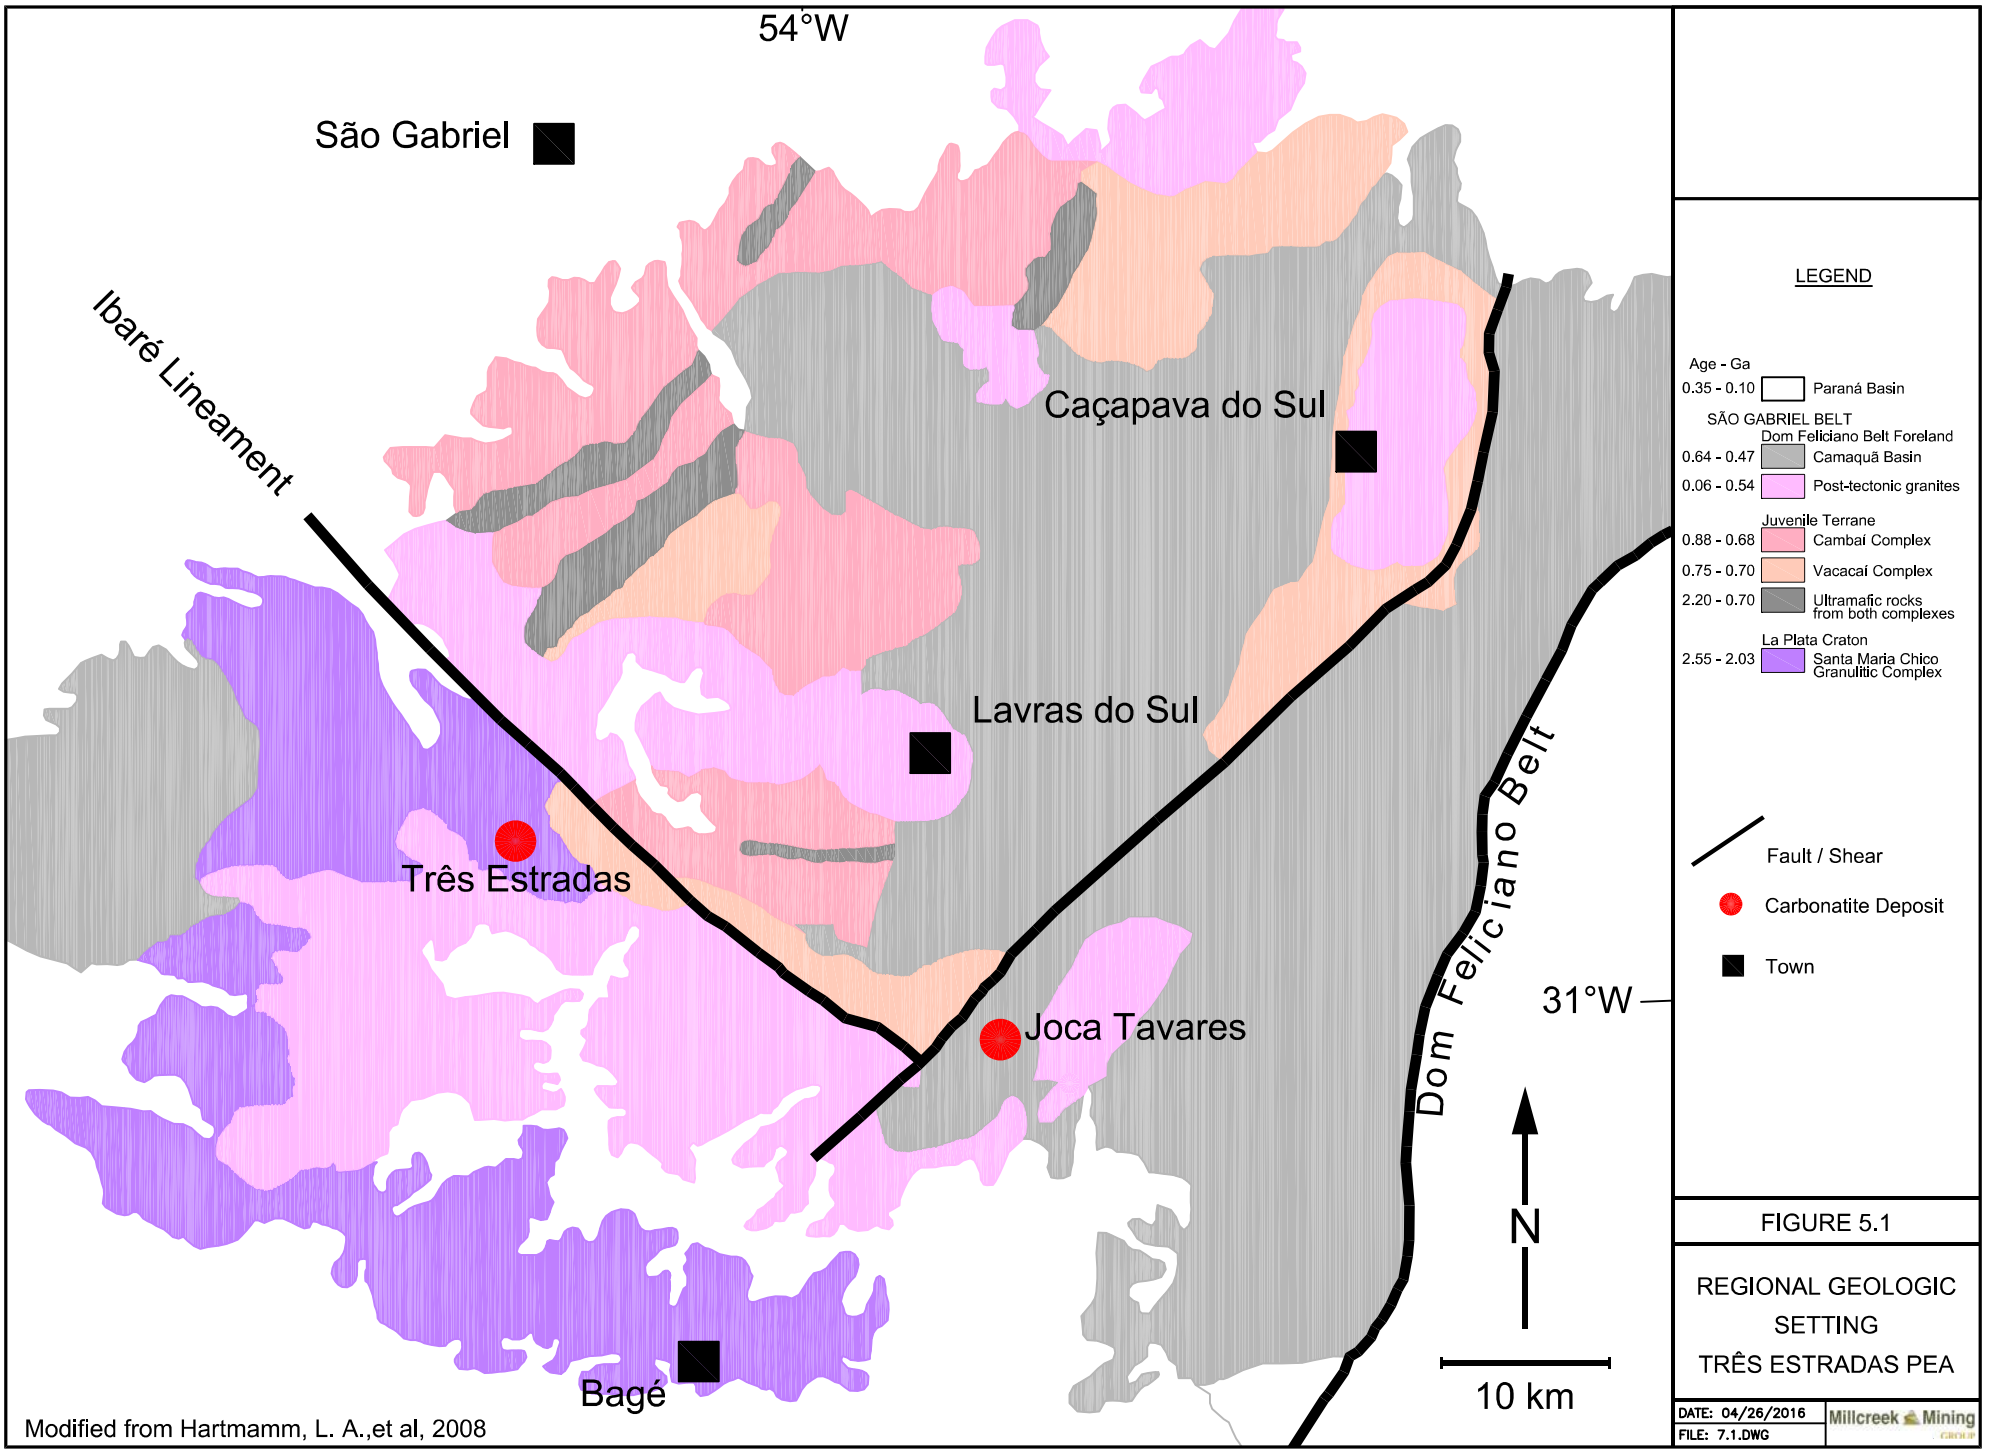 54°W
São Gabriel
Ibaré Lineament
Caçapava do Sul
Lavras do Sul
Três Estradas
Joca Tavares
31°W
Dom Feliciano Belt
Bagé
N
10 km
Modified from Hartmamm, L. A.,et al, 2008
LEGEND
Age - Ga
0.35 - 0.10 Paraná Basin
SÃO GABRIEL BELT
Dom Feliciano Belt Foreland
0.64 - 0.47 Camaquã Basin
0.06 - 0.54 Post-tectonic granites
Juvenile Terrane
0.88 - 0.68 Cambaí Complex
0.75 - 0.70 Vacacaí Complex
2.20 - 0.70 Ultramafic rocks
from both complexes
La Plata Craton
2.55 - 2.03 Santa Maria Chico
Granulitic Complex
Fault / Shear
Carbonatite Deposit
Town
FIGURE 5.1
REGIONAL GEOLOGIC
SETTING
TRÊS ESTRADAS PEA
DATE: 04/26/2016
FILE: 7.1.DWG
Millcreek Mining
GROUP